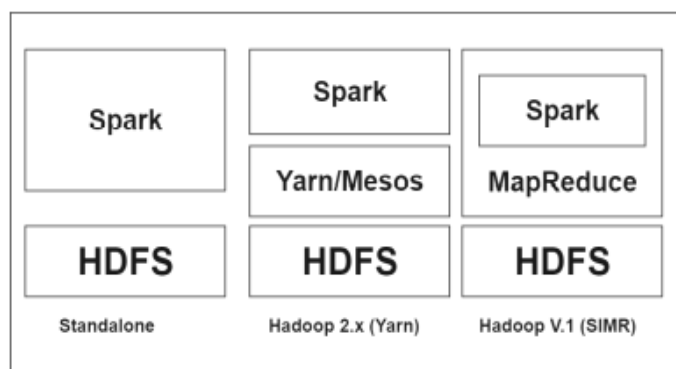 Spark
HDFS
Standalone
Spark
Yarn/Mesos
HDFS
Hadoop 2.x (Yarn)
Spark
MapReduce
HDFS
Hadoop V.1 (SIMR)